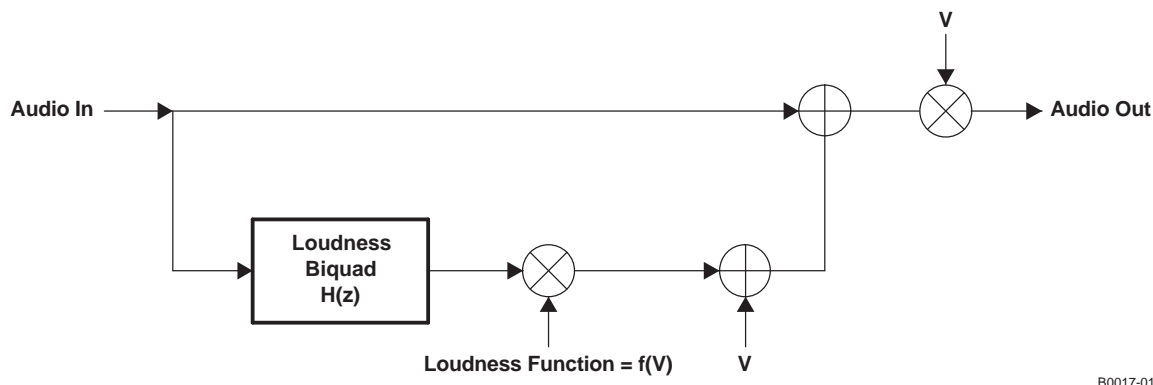 V
Audio In
Audio Out
Loudness
Biquad
H(z)
Loudness Function = f(V)
V
B0017-01